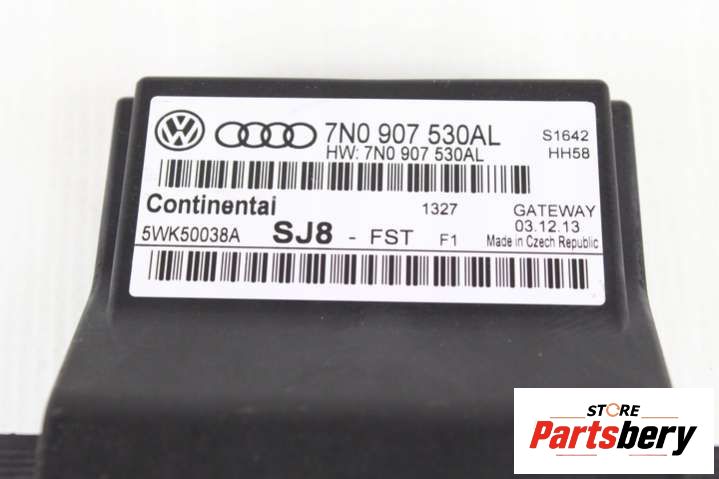 7N0 907 530AL S1642
HW: 7N0 907 530AL HH58
Continental 1327 GATEWAY
5WK50038A SJ8 - FST F1 03.12.13
Made in Czech Republic
STORE
Partsbery